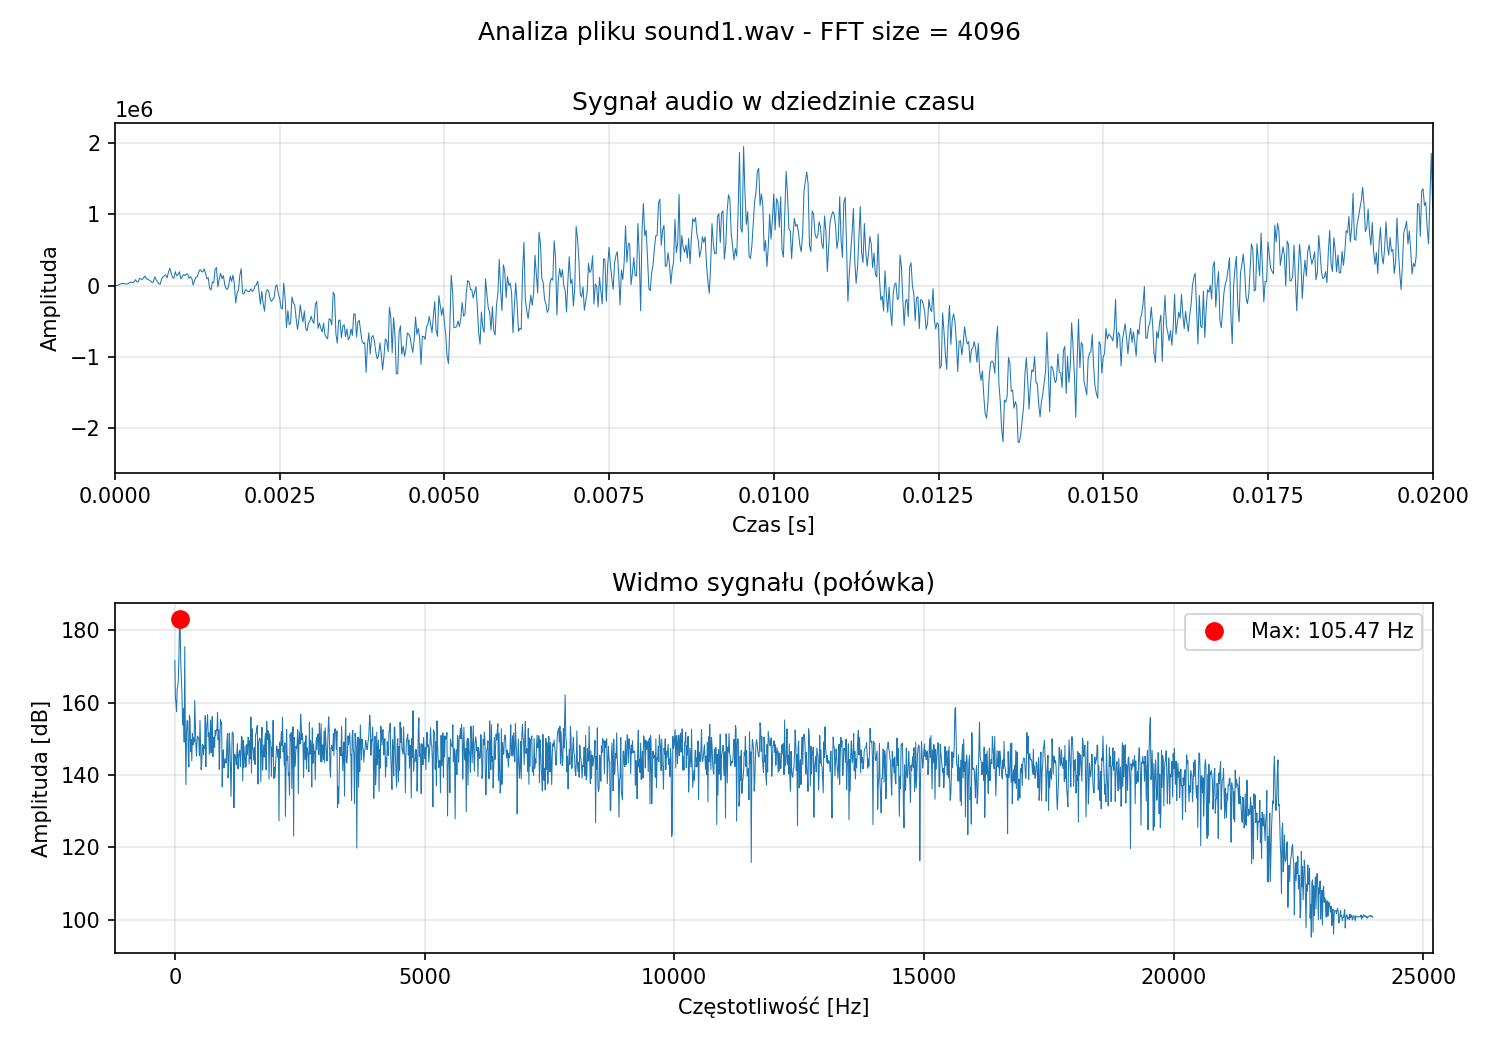 Analiza pliku sound1.wav - FFT size = 4096
Sygnał audio w dziedzinie czasu
1e6
2
1
0
−1
−2
Amplituda
0.0000 0.0025 0.0050 0.0075 0.0100 0.0125 0.0150 0.0175 0.020
Czas [s]
Widmo sygnału (połówka)
Max: 105.47 Hz
180
160
140
120
100
Amplituda [dB]
0 5000 10000 15000 20000 25000
Częstotliwość [Hz]